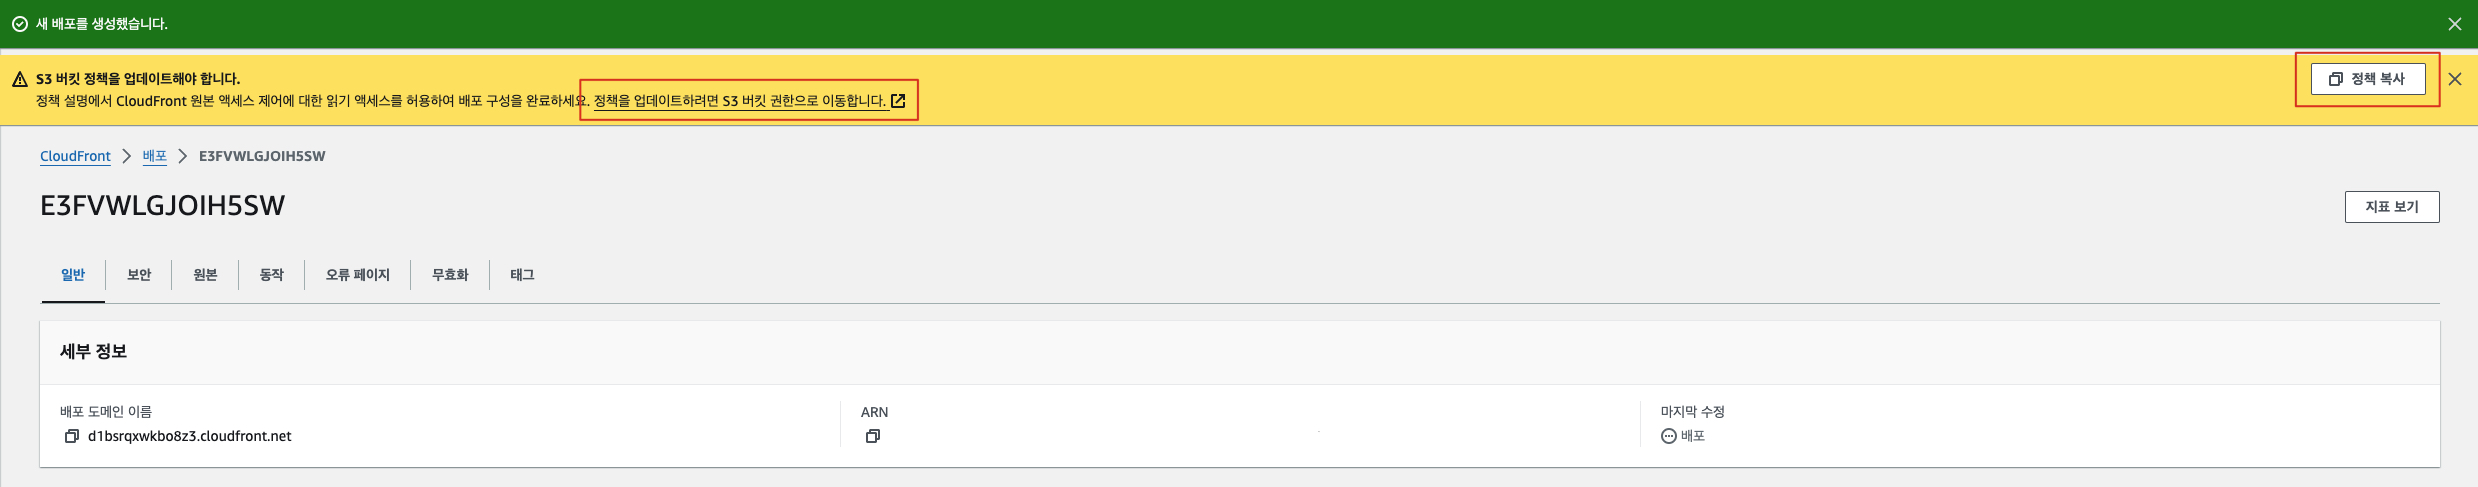 새 배포를 생성했습니다.
S3 버킷 정책을 업데이트해야 합니다.
정책 설명에서 CloudFront 원본 액세스 제어에 대한 읽기 액세스를 허용하여 배포 구성을 완료하세요. 정책을 업데이트하려면 S3 버킷 권한으로 이동합니다.
정책 복사
CloudFront 배포 E3FVWLGJOIH5SW
E3FVWLGJOIH5SW
지표 보기
일반 보안 원본 동작 오류 페이지 무효화 태그
세부 정보
배포 도메인 이름
d1bsrqxwkbo8z3.cloudfront.net
ARN
마지막 수정
배포